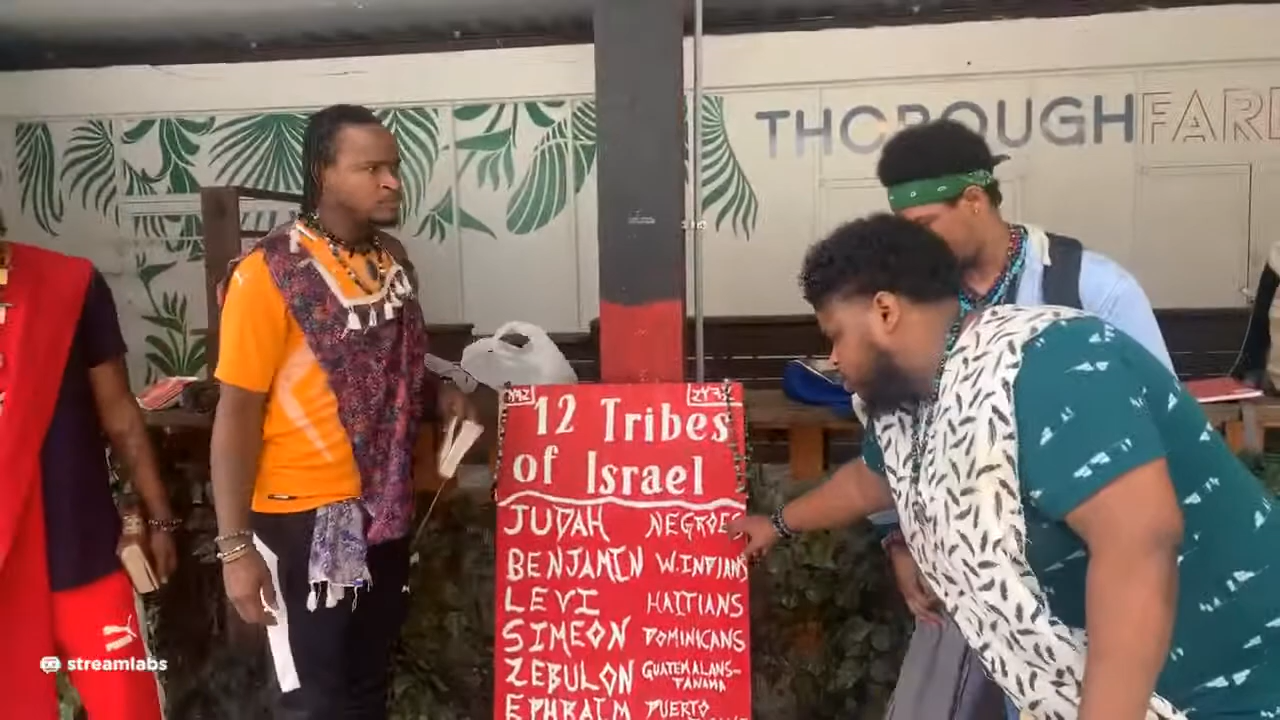 THOROUGHFARE
12 Tribes
of Israel
JUDAH NEGROES
BENJAMIN W.INDIANS
LEVI HAITIANS
SIMEON DOMINICANS
ZEBULON GUATEMALANS-
PANAMA
EPHRAIM PUERTO
streamlabs